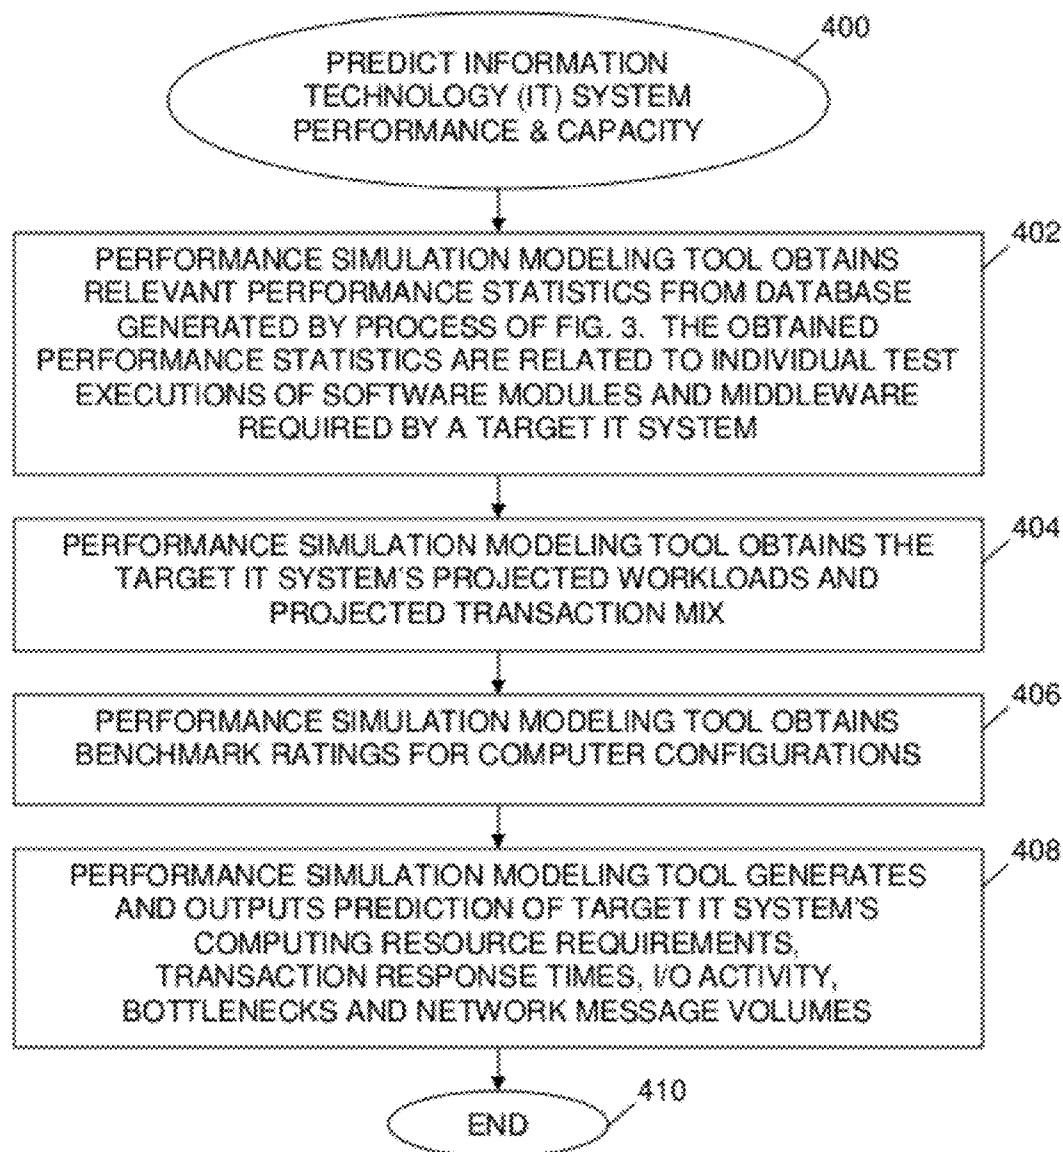 400
PREDICT INFORMATION
TECHNOLOGY (IT) SYSTEM
PERFORMANCE & CAPACITY
402
PERFORMANCE SIMULATION MODELING TOOL OBTAINS
RELEVANT PERFORMANCE STATISTICS FROM DATABASE
GENERATED BY PROCESS OF FIG. 3. THE OBTAINED
PERFORMANCE STATISTICS ARE RELATED TO INDIVIDUAL TEST
EXECUTIONS OF SOFTWARE MODULES AND MIDDLEWARE
REQUIRED BY A TARGET IT SYSTEM
404
PERFORMANCE SIMULATION MODELING TOOL OBTAINS THE
TARGET IT SYSTEM'S PROJECTED WORKLOADS AND
PROJECTED TRANSACTION MIX
406
PERFORMANCE SIMULATION MODELING TOOL OBTAINS
BENCHMARK RATINGS FOR COMPUTER CONFIGURATIONS
408
PERFORMANCE SIMULATION MODELING TOOL GENERATES
AND OUTPUTS PREDICTION OF TARGET IT SYSTEM'S
COMPUTING RESOURCE REQUIREMENTS,
TRANSACTION RESPONSE TIMES, I/O ACTIVITY,
BOTTLENECKS AND NETWORK MESSAGE VOLUMES
410
END